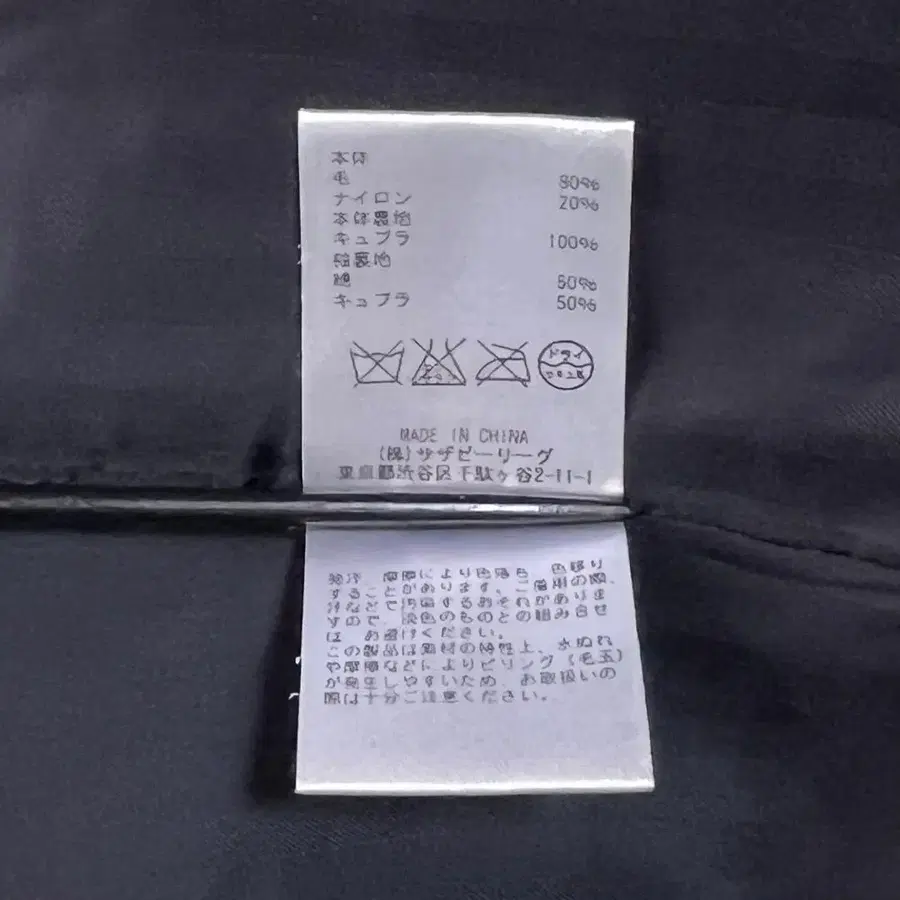 本体
毛 80%
ナイロン 20%
本体裏地
キュプラ 100%
袖裏地
綿 50%
キュプラ 50%
ドライ
MADE IN CHINA
(株)サザビーリーグ
東京都渋谷区千駄ヶ谷2-11-1
摩擦により色落ち、色移り
することがあります。ご着用の際、
汗などで汚染するおそれがありま
すので、淡色のものとの組み合せ
は、お避けください。
この製品は素材の特性上、水ぬれ
や摩擦などによりピリング(毛玉)
が発生しやすいため、お取扱いの
際は十分ご注意ください。